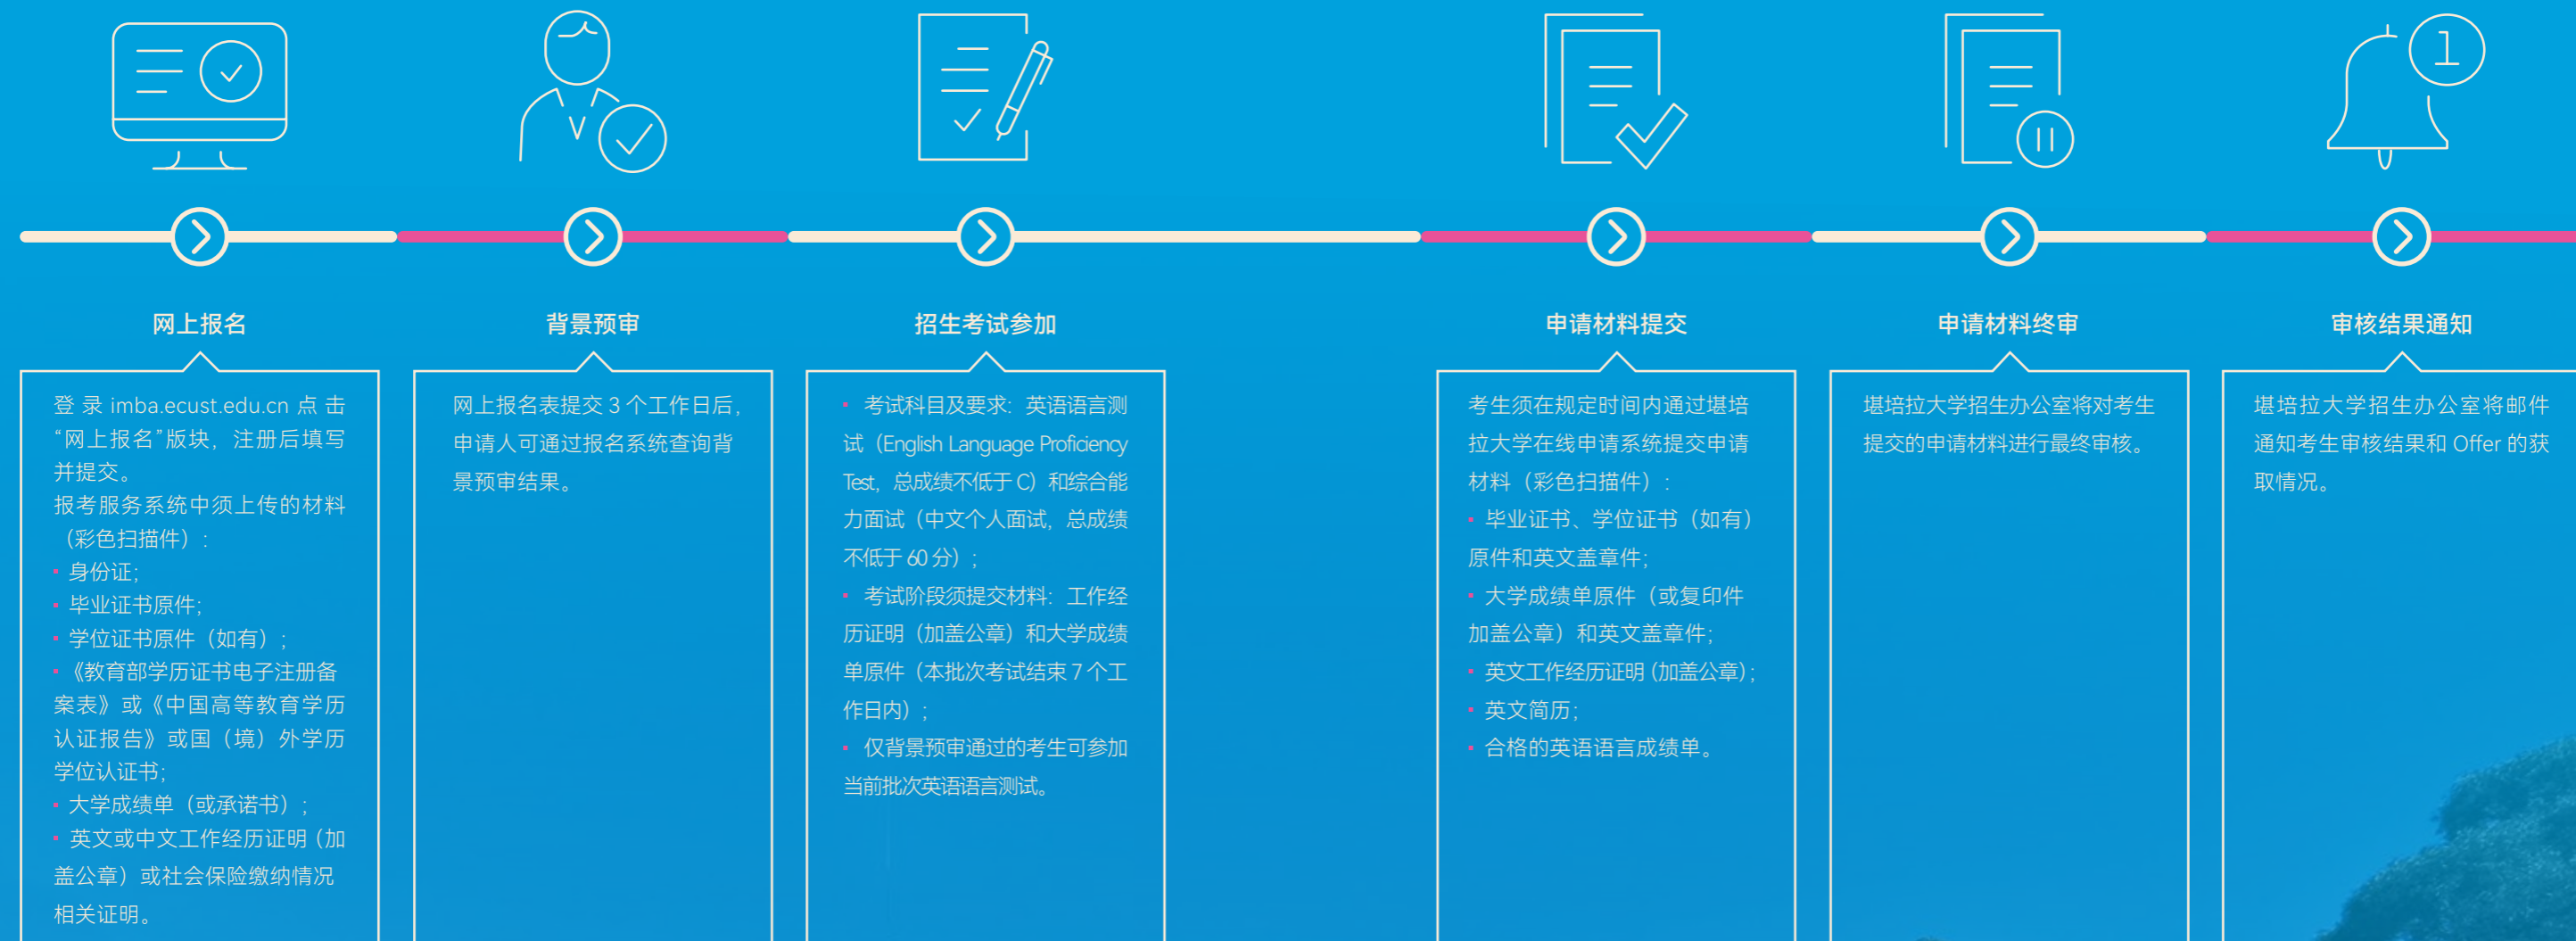 1
网上报名
登录 imba.ecust.edu.cn 点击
“网上报名”版块，注册后填写
并提交。
报考服务系统中须上传的材料
（彩色扫描件）：
• 身份证；
• 毕业证书原件；
• 学位证书原件（如有）；
• 《教育部学历证书电子注册备
案表》或《中国高等教育学历
认证报告》或国（境）外学历
学位认证书；
• 大学成绩单（或承诺书）；
• 英文或中文工作经历证明（加
盖公章）或社会保险缴纳情况
相关证明。
背景预审
网上报名表提交 3 个工作日后，
申请人可通过报名系统查询背
景预审结果。
招生考试参加
• 考试科目及要求：英语语言测
试（English Language Proficiency
Test，总成绩不低于 C）和综合能
力面试（中文个人面试，总成绩
不低于 60 分）；
• 考试阶段须提交材料：工作经
历证明（加盖公章）和大学成绩
单原件（本批次考试结束 7 个工
作日内）；
• 仅背景预审通过的考生可参加
当前批次英语语言测试。
申请材料提交
考生须在规定时间内通过堪培
拉大学在线申请系统提交申请
材料（彩色扫描件）：
• 毕业证书、学位证书（如有）
原件和英文盖章件；
• 大学成绩单原件（或复印件
加盖公章）和英文盖章件；
• 英文工作经历证明（加盖公章）；
• 英文简历；
• 合格的英语语言成绩单。
申请材料终审
堪培拉大学招生办公室将对考生
提交的申请材料进行最终审核。
审核结果通知
堪培拉大学招生办公室将邮件
通知考生审核结果和 Offer 的获
取情况。